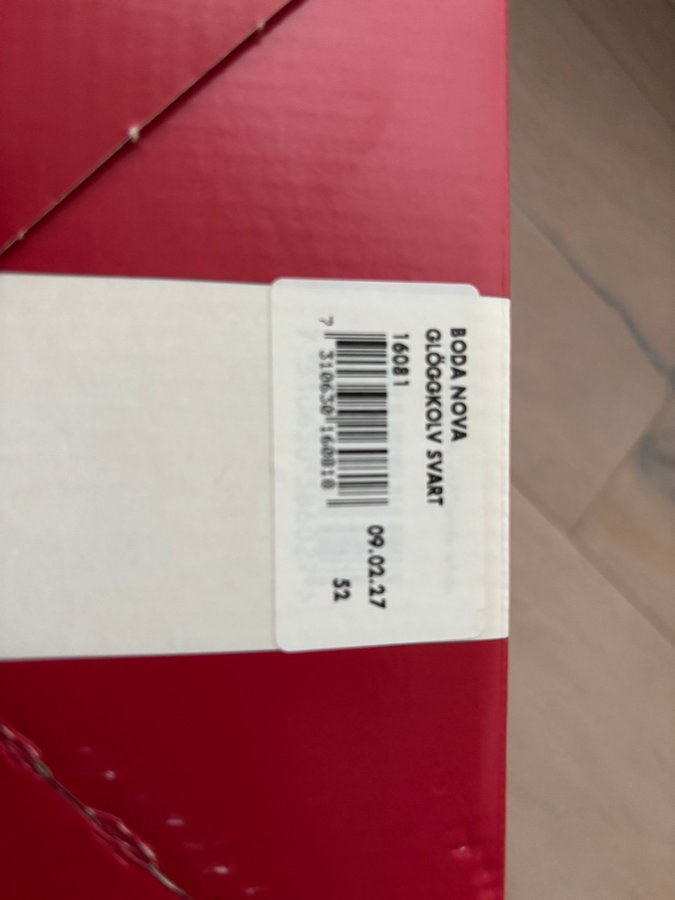 BODA NOVA
GLÖGGKOLV SVART
16081
7 310630 160818
09.02.27
52